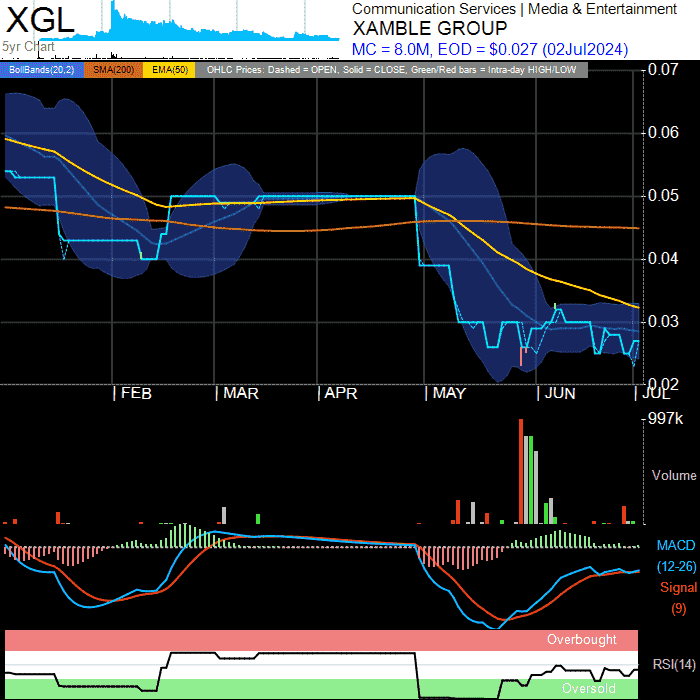 XGL
5yr Chart
Communication Services | Media & Entertainment
XAMBLE GROUP
MC = 8.0M, EOD = $0.027 (02Jul2024)
BollBands(20,2) SMA(200) EMA(50) OHLC Prices: Dashed = OPEN, Solid = CLOSE, Green/Red bars = Intra-day HIGH/LOW
0.07
0.06
0.05
0.04
0.03
0.02
FEB MAR APR MAY JUN JUL
997k
Volume
MACD
(12-26)
Signal
(9)
Overbought
RSI(14)
Oversold